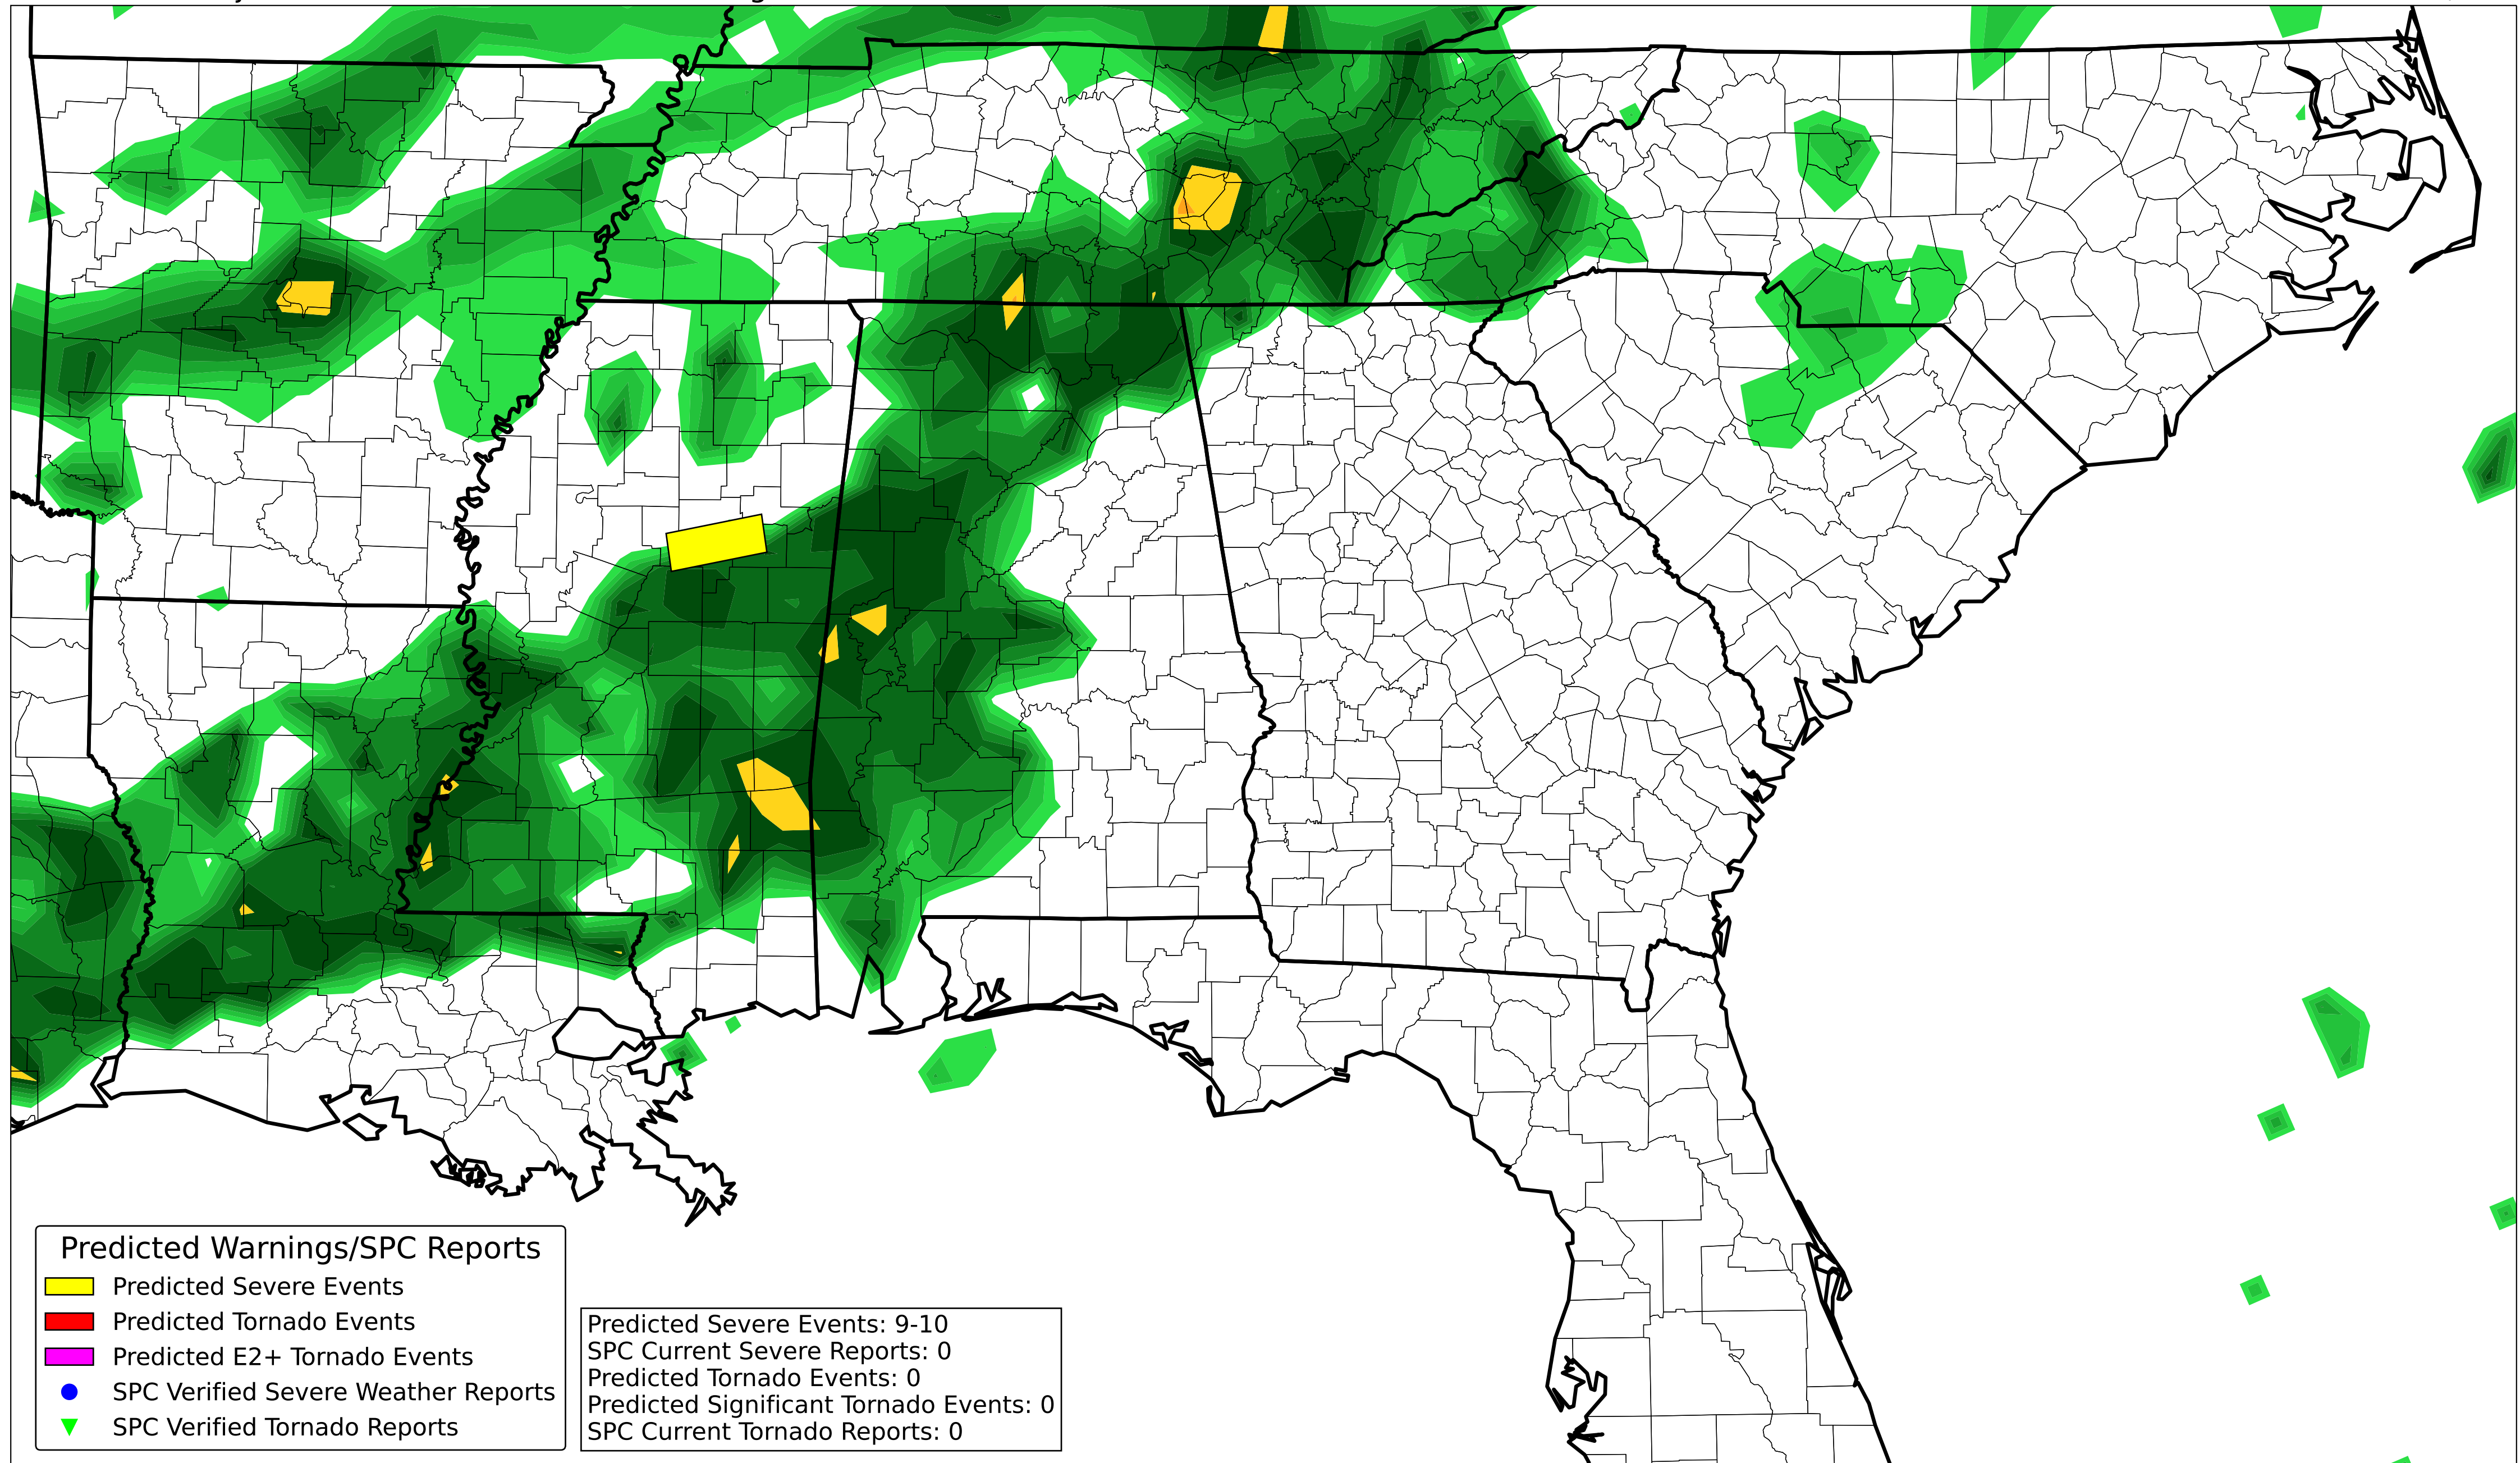 Predicted Warnings/SPC Reports
Predicted Severe Events
Predicted Tornado Events
Predicted E2+ Tornado Events
SPC Verified Severe Weather Reports
SPC Verified Tornado Reports
Predicted Severe Events: 9-10
SPC Current Severe Reports: 0
Predicted Tornado Events: 0
Predicted Significant Tornado Events: 0
SPC Current Tornado Reports: 0